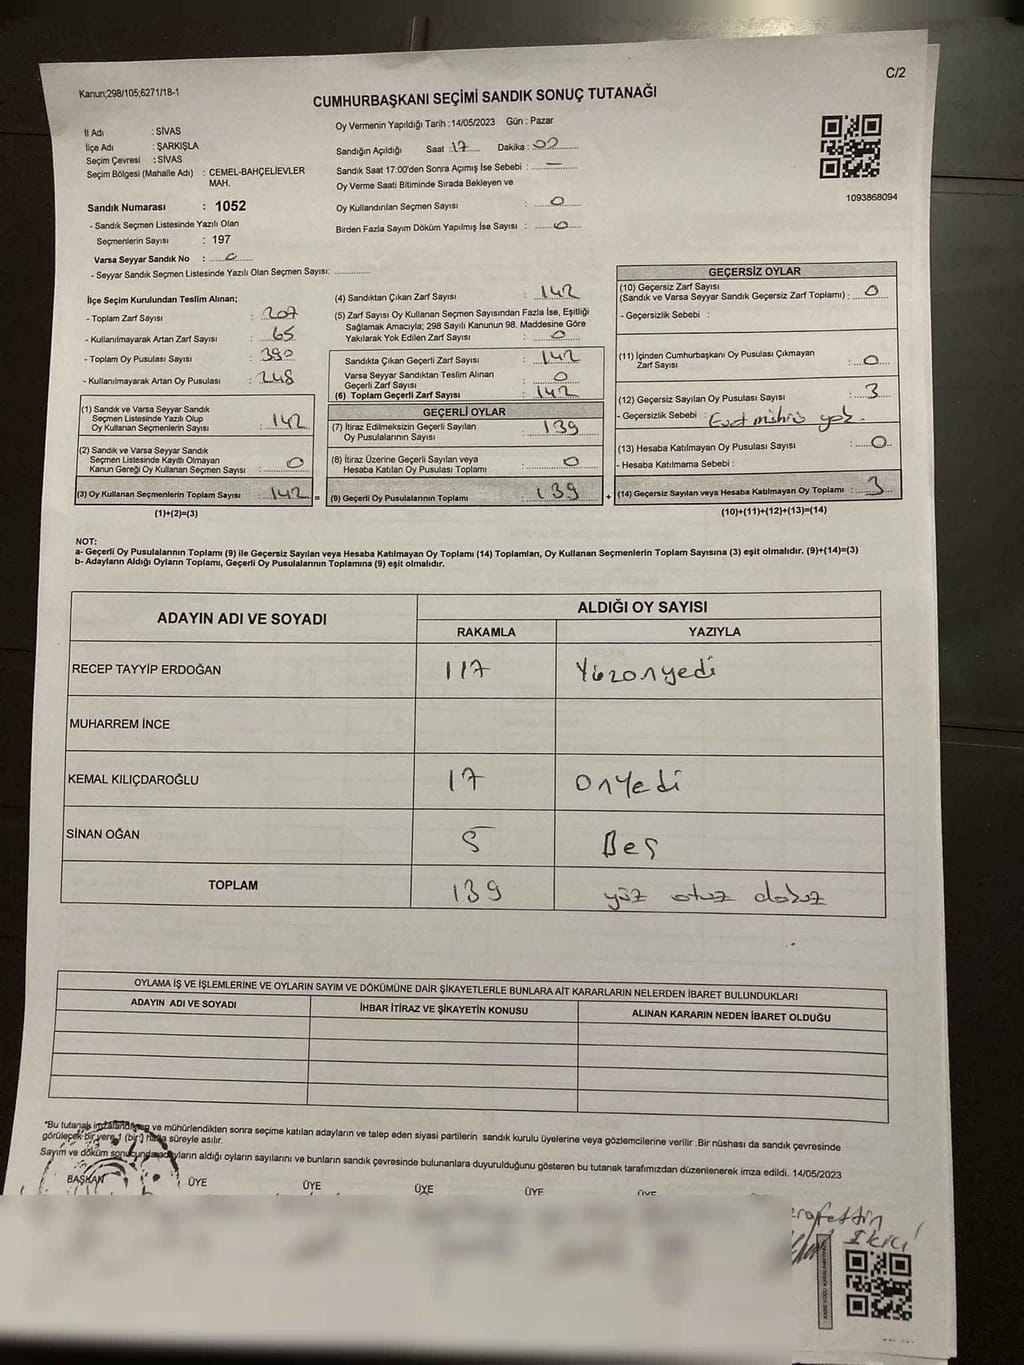 C/2
Kanun;298/105;6271/18-1
CUMHURBAŞKANI SEÇİMİ SANDIK SONUÇ TUTANAĞI
İl Adı : SİVAS
İlçe Adı : ŞARKIŞLA
Seçim Çevresi : SİVAS
Seçim Bölgesi (Mahalle Adı) : CEMEL-BAHÇELİEVLER
MAH.
Sandık Numarası : 1052
- Sandık Seçmen Listesinde Yazılı Olan
Seçmenlerin Sayısı : 197
Varsa Seyyar Sandık No : 0
- Seyyar Sandık Seçmen Listesinde Yazılı Olan Seçmen Sayısı:
Oy Vermenin Yapıldığı Tarih : 14/05/2023 Gün : Pazar
Sandığın Açıldığı Saat : 17 Dakika : 00
Sandık Saat 17:00'den Sonra Açımış İse Sebebi : —
Oy Verme Saati Bitiminde Sırada Bekleyen ve
Oy Kullandırılan Seçmen Sayısı : 0
Birden Fazla Sayım Döküm Yapılmış İse Sayısı : 0
1093868094
İlçe Seçim Kurulundan Teslim Alınan;
- Toplam Zarf Sayısı : 207
- Kullanılmayarak Artan Zarf Sayısı : 65
- Toplam Oy Pusulası Sayısı : 390
- Kullanılmayarak Artan Oy Pusulası : 248
(1) Sandık ve Varsa Seyyar Sandık
Seçmen Listesinde Yazılı Olup
Oy Kullanan Seçmenlerin Sayısı : 142
(2) Sandık ve Varsa Seyyar Sandık
Seçmen Listesinde Kayıtlı Olmayan
Kanun Gereği Oy Kullanan Seçmen Sayısı : 0
(3) Oy Kullanan Seçmenlerin Toplam Sayısı : 142 =
(1)+(2)=(3)
(4) Sandıktan Çıkan Zarf Sayısı : 142
(5) Zarf Sayısı Oy Kullanan Seçmen Sayısından Fazla İse, Eşitliği
Sağlamak Amacıyla; 298 Sayılı Kanunun 98. Maddesine Göre
Yakılarak Yok Edilen Zarf Sayısı : 0
Sandıkta Çıkan Geçerli Zarf Sayısı : 142
Varsa Seyyar Sandıktan Teslim Alınan
Geçerli Zarf Sayısı : 0
(6) Toplam Geçerli Zarf Sayısı : 142
GEÇERLİ OYLAR
(7) İtiraz Edilmeksizin Geçerli Sayılan
Oy Pusulalarının Sayısı : 139
(8) İtiraz Üzerine Geçerli Sayılan veya
Hesaba Katılan Oy Pusulası Toplamı : 0
(9) Geçerli Oy Pusulalarının Toplamı : 139 +
GEÇERSİZ OYLAR
(10) Geçersiz Zarf Sayısı
(Sandık ve Varsa Seyyar Sandık Geçersiz Zarf Toplamı) : 0
- Geçersizlik Sebebi :
(11) İçinden Cumhurbaşkanı Oy Pusulası Çıkmayan
Zarf Sayısı : 0
(12) Geçersiz Sayılan Oy Pusulası Sayısı : 3
- Geçersizlik Sebebi : yok.
(13) Hesaba Katılmayan Oy Pusulası Sayısı : 0
- Hesaba Katılmama Sebebi :
(14) Geçersiz Sayılan veya Hesaba Katılmayan Oy Toplamı : 3
(10)+(11)+(12)+(13)=(14)
NOT:
a- Geçerli Oy Pusulalarının Toplamı (9) ile Geçersiz Sayılan veya Hesaba Katılmayan Oy Toplamı (14) Toplamları, Oy Kullanan Seçmenlerin Toplam Sayısına (3) eşit olmalıdır. (9)+(14)=(3)
b- Adayların Aldığı Oyların Toplamı, Geçerli Oy Pusulalarının Toplamına (9) eşit olmalıdır.
ADAYIN ADI VE SOYADI
ALDIĞI OY SAYISI
RAKAMLA YAZIYLA
RECEP TAYYİP ERDOĞAN 117 Yüzonyedi
MUHARREM İNCE
KEMAL KILIÇDAROĞLU 17 Onyedi
SİNAN OĞAN 5 Beş
TOPLAM 139 yüz otuz dokuz
OYLAMA İŞ VE İŞLEMLERİNE VE OYLARIN SAYIM VE DÖKÜMÜNE DAİR ŞİKAYETLERLE BUNLARA AİT KARARLARIN NELERDEN İBARET BULUNDUKLARI
ADAYIN ADI VE SOYADI İHBAR İTİRAZ VE ŞİKAYETİN KONUSU ALINAN KARARIN NEDEN İBARET OLDUĞU
*Bu tutanak imzalandıktan ve mühürlendikten sonra seçime katılan adayların ve talep eden siyasi partilerin sandık kurulu üyelerine veya gözlemcilerine verilir .Bir nüshası da sandık çevresinde
görülecek bir yere 1 (bir) hafta süreyle asılır.
Sayım ve döküm sonucunda adayların aldığı oyların sayılarını ve bunların sandık çevresinde bulunanlara duyurulduğunu gösteren bu tutanak tarafımızdan düzenlenerek imza edildi. 14/05/2023
BAŞKAN ÜYE ÜYE ÜYE ÜYE ÜYE